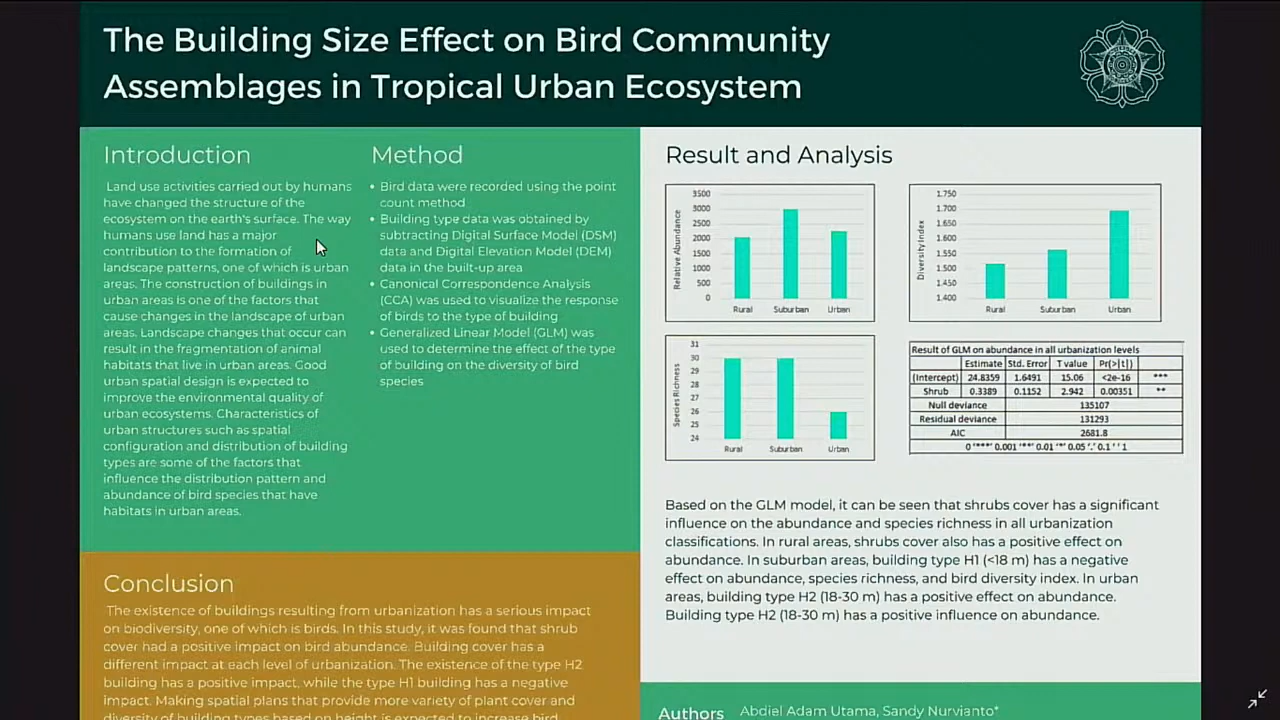 The Building Size Effect on Bird Community
Assemblages in Tropical Urban Ecosystem
Introduction
Land use activities carried out by humans
have changed the structure of the
ecosystem on the earth's surface. The way
humans use land has a major
contribution to the formation of
landscape patterns, one of which is urban
areas. The construction of buildings in
urban areas is one of the factors that
cause changes in the landscape of urban
areas. Landscape changes that occur can
result in the fragmentation of animal
habitats that live in urban areas. Good
urban spatial design is expected to
improve the environmental quality of
urban ecosystems. Characteristics of
urban structures such as spatial
configuration and distribution of building
types are some of the factors that
influence the distribution pattern and
abundance of bird species that have
habitats in urban areas.
Method
• Bird data were recorded using the point
count method
• Building type data was obtained by
subtracting Digital Surface Model (DSM)
data and Digital Elevation Model (DEM)
data in the built-up area
• Canonical Correspondence Analysis
(CCA) was used to visualize the response
of birds to the type of building
• Generalized Linear Model (GLM) was
used to determine the effect of the type
of building on the diversity of bird
species
Conclusion
The existence of buildings resulting from urbanization has a serious impact
on biodiversity, one of which is birds. In this study, it was found that shrub
cover had a positive impact on bird abundance. Building cover has a
different impact at each level of urbanization. The existence of the type H2
building has a positive impact, while the type H1 building has a negative
impact. Making spatial plans that provide more variety of plant cover and
diversity of building types based on height is expected to increase bird
Result and Analysis
Relative Abundance
3500
3000
2500
2000
1500
1000
500
0
Rural Suburban Urban
Diversity Index
1.750
1.700
1.650
1.600
1.550
1.500
1.450
1.400
Rural Suburban Urban
Species Richness
31
30
29
28
27
26
25
24
Rural Suburban Urban
Result of GLM on abundance in all urbanization levels
Estimate Std. Error T value Pr(>|t|)
(Intercept) 24.8359 1.6491 15.06 <2e-16 ***
Shrub 0.3389 0.1152 2.942 0.00351 **
Null deviance 135107
Residual deviance 131293
AIC 2681.8
0 '***' 0.001 '**' 0.01 '*' 0.05 '.' 0.1 ' ' 1
Based on the GLM model, it can be seen that shrubs cover has a significant
influence on the abundance and species richness in all urbanization
classifications. In rural areas, shrubs cover also has a positive effect on
abundance. In suburban areas, building type H1 (<18 m) has a negative
effect on abundance, species richness, and bird diversity index. In urban
areas, building type H2 (18-30 m) has a positive effect on abundance.
Building type H2 (18-30 m) has a positive influence on abundance.
Authors Abdiel Adam Utama, Sandy Nurvianto*